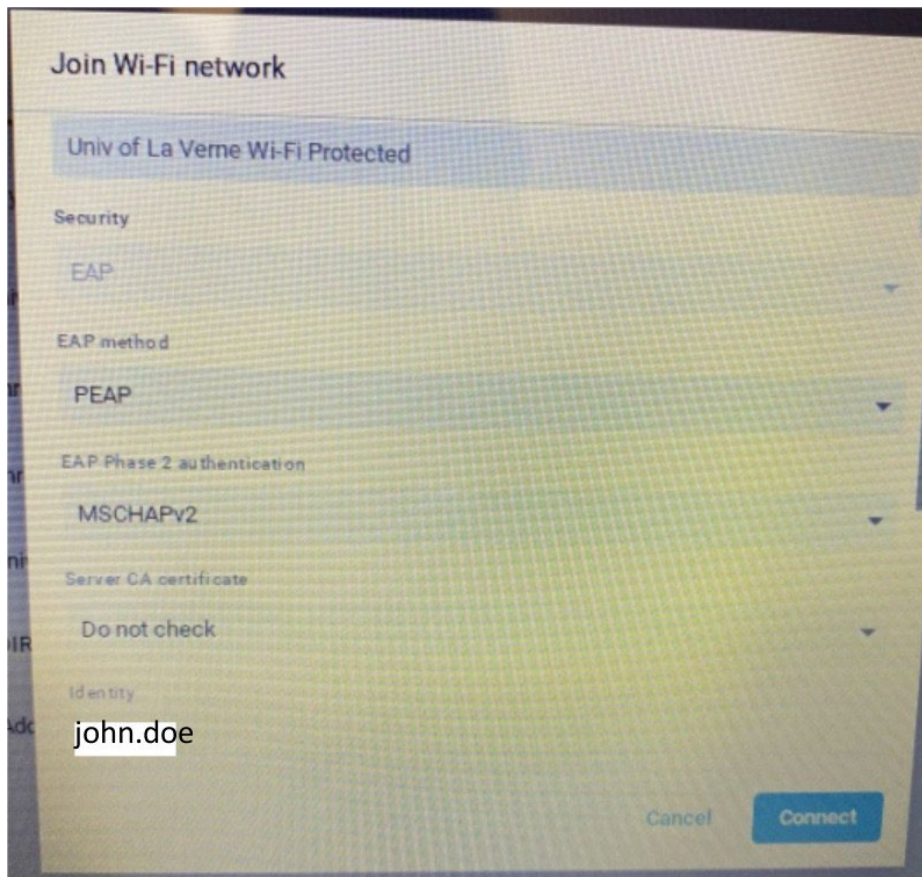 Join Wi-Fi network
Univ of La Verne Wi-Fi Protected
Security
EAP
EAP method
PEAP
EAP Phase 2 authentication
MSCHAPv2
Server CA certificate
Do not check
Identity
john.doe
Cancel Connect